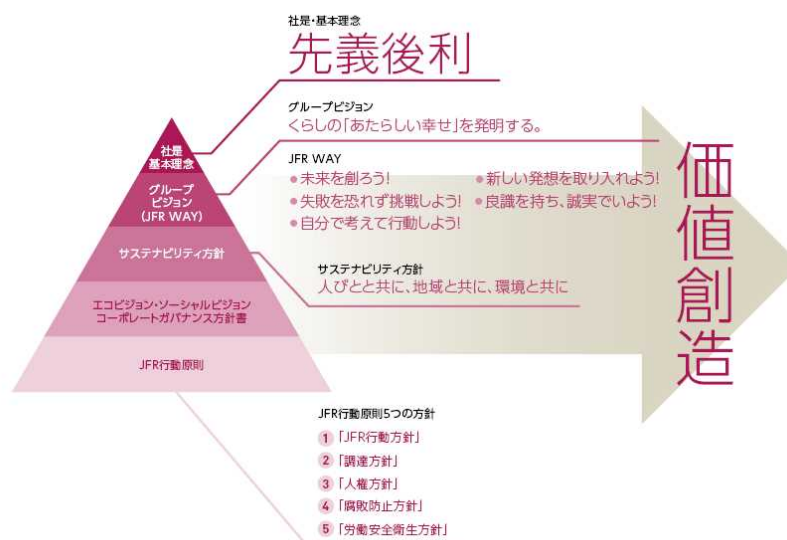 社是・基本理念
先義後利
グループビジョン
くらしの「あたらしい幸せ」を発明する。
JFR WAY
●未来を創ろう!
●新しい発想を取り入れよう!
●失敗を恐れず挑戦しよう!
●良識を持ち、誠実でいよう!
●自分で考えて行動しよう!
サステナビリティ方針
人びとと共に、地域と共に、環境と共に
価値創造
社是
基本理念
グループ
ビジョン
(JFR WAY)
サステナビリティ方針
エコビジョン・ソーシャルビジョン
コーポレートガバナンス方針書
JFR行動原則
JFR行動原則5つの方針
1 「JFR行動方針」
2 「調達方針」
3 「人権方針」
4 「腐敗防止方針」
5 「労働安全衛生方針」